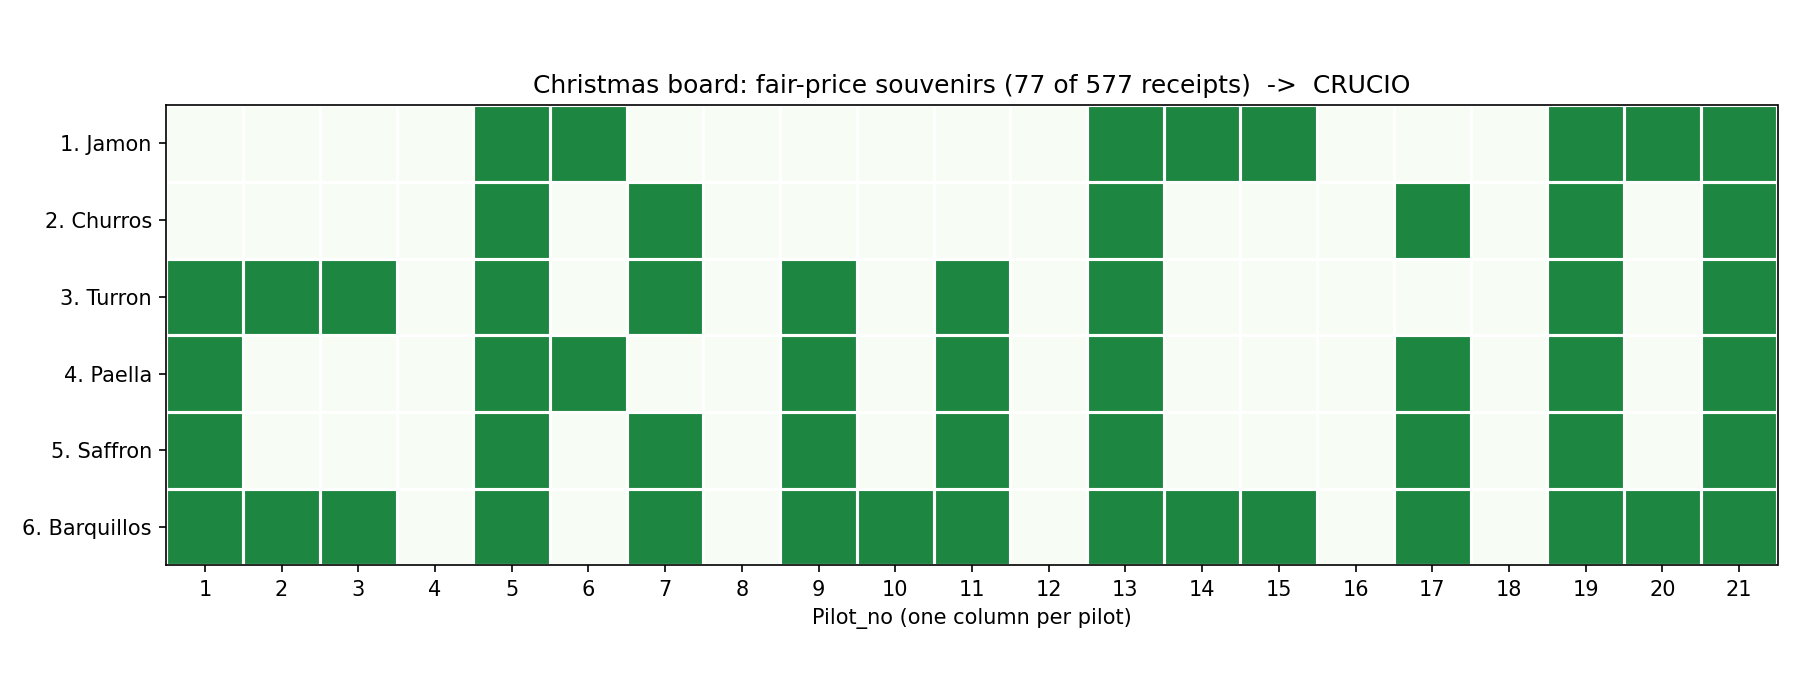 Christmas board: fair-price souvenirs (77 of 577 receipts) -> CRUCIO
1. Jamon
2. Churros
3. Turron
4. Paella
5. Saffron
6. Barquillos
1 2 3 4 5 6 7 8 9 10 11 12 13 14 15 16 17 18 19 20 21
Pilot_no (one column per pilot)